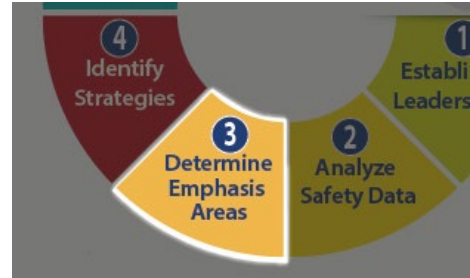 4
Identify
Strategies
3
Determine
Emphasis
Areas
2
Analyze
Safety Data
1
Establi
Leaders